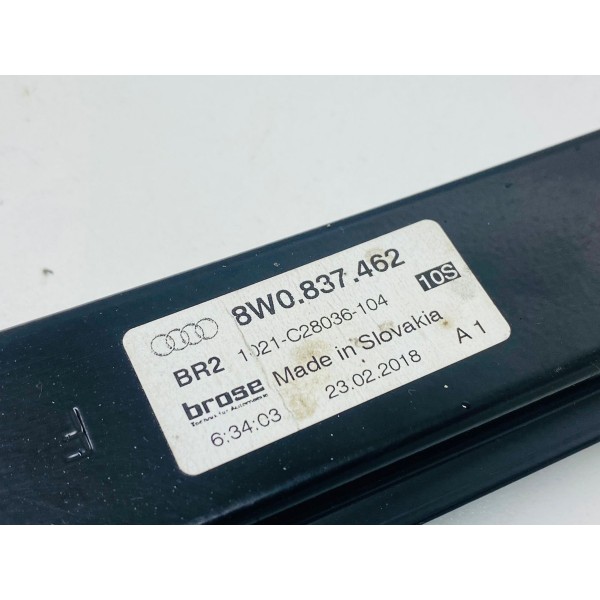 8W0.837.462
10S
BR2 1021-C28036-104
brose Made in Slovakia A 1
6:34:03 23.02.2018